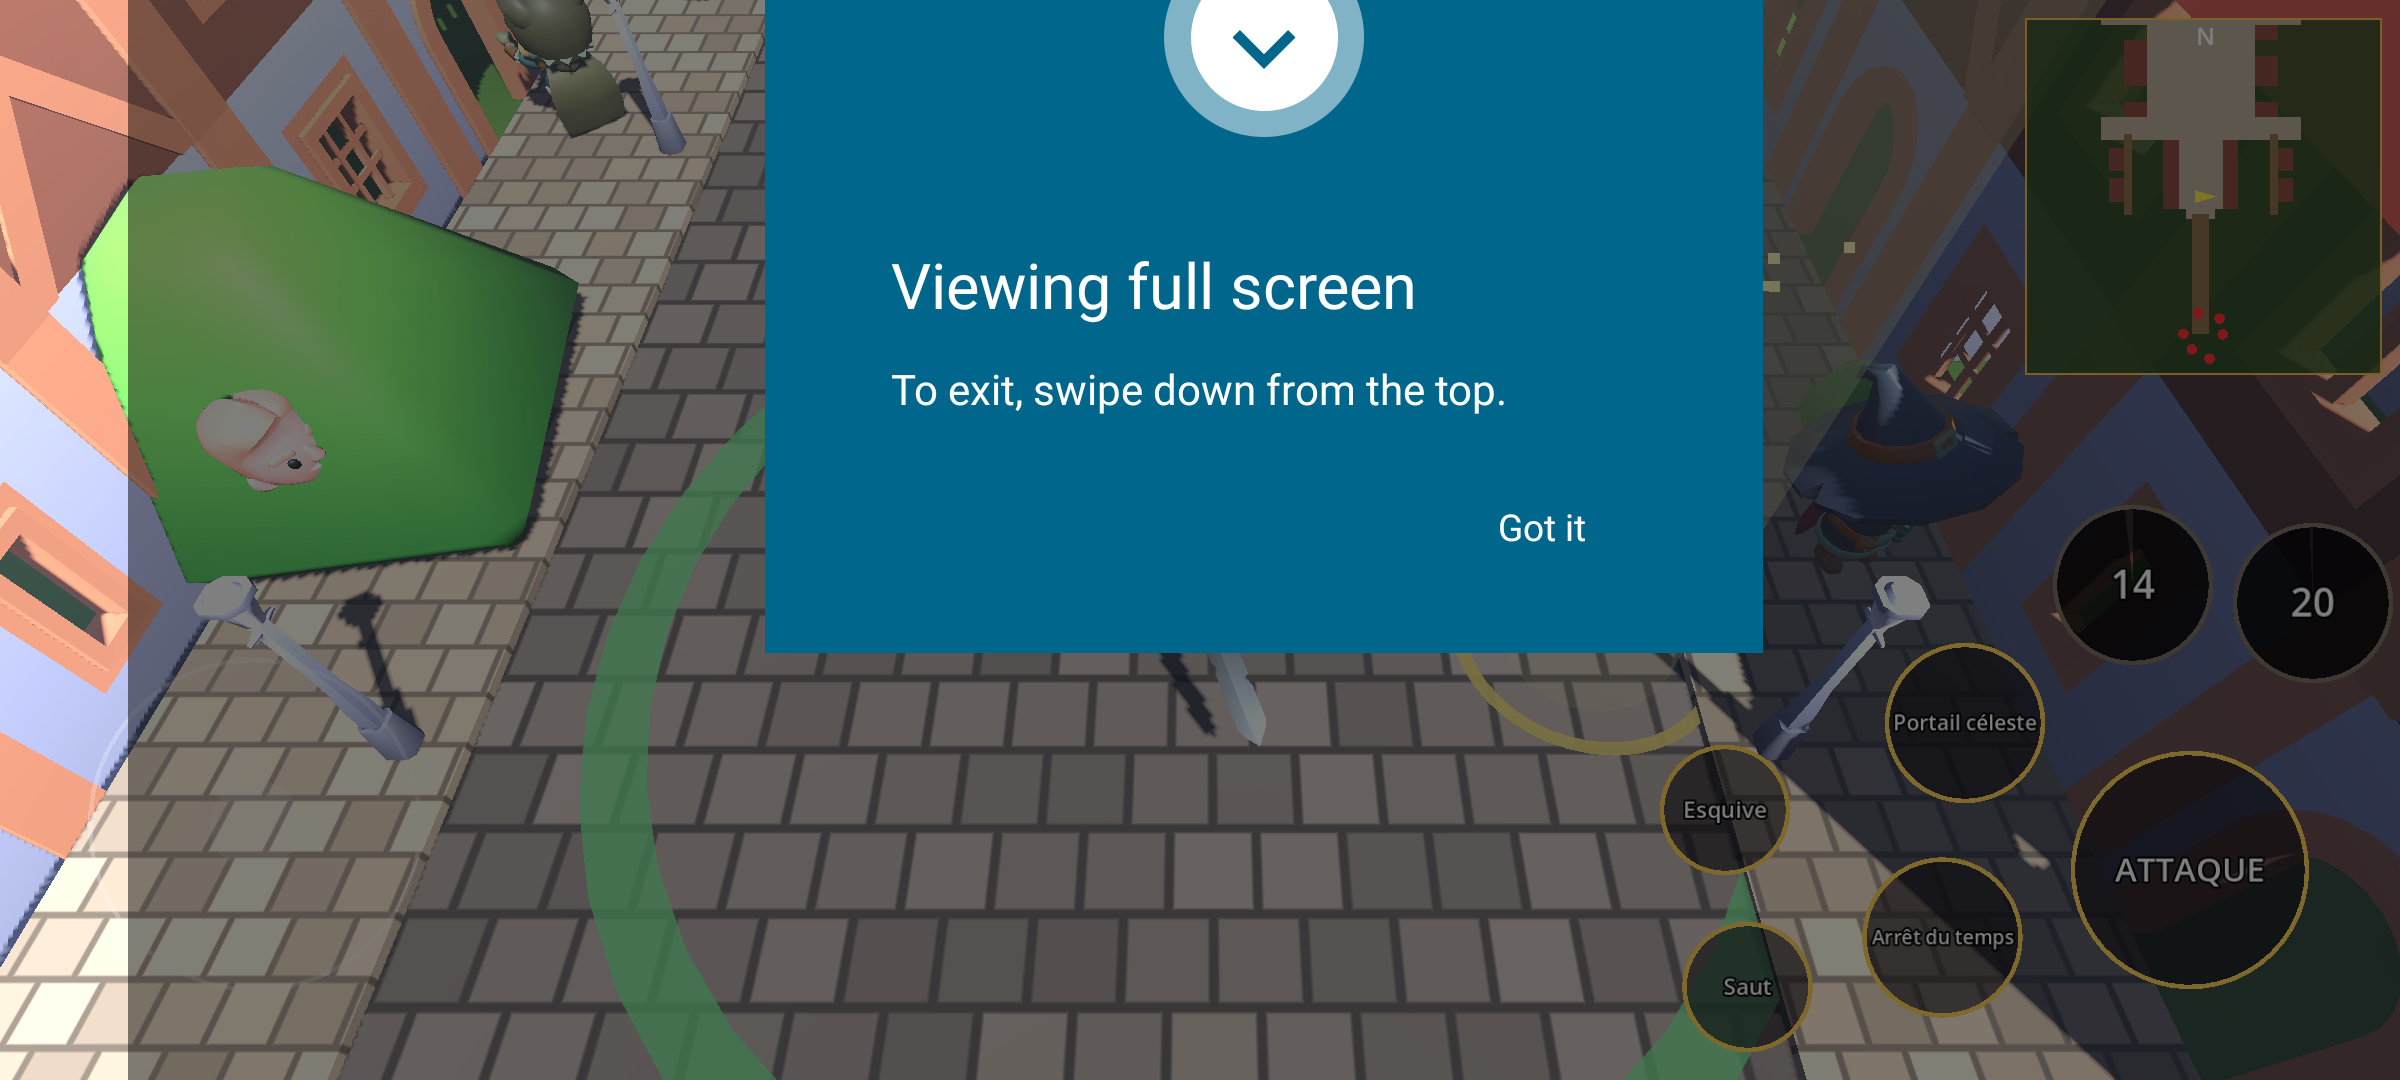 N
Viewing full screen
To exit, swipe down from the top.
Got it
14
20
Portail céleste
Esquive
ATTAQUE
Arrêt du temps
Saut